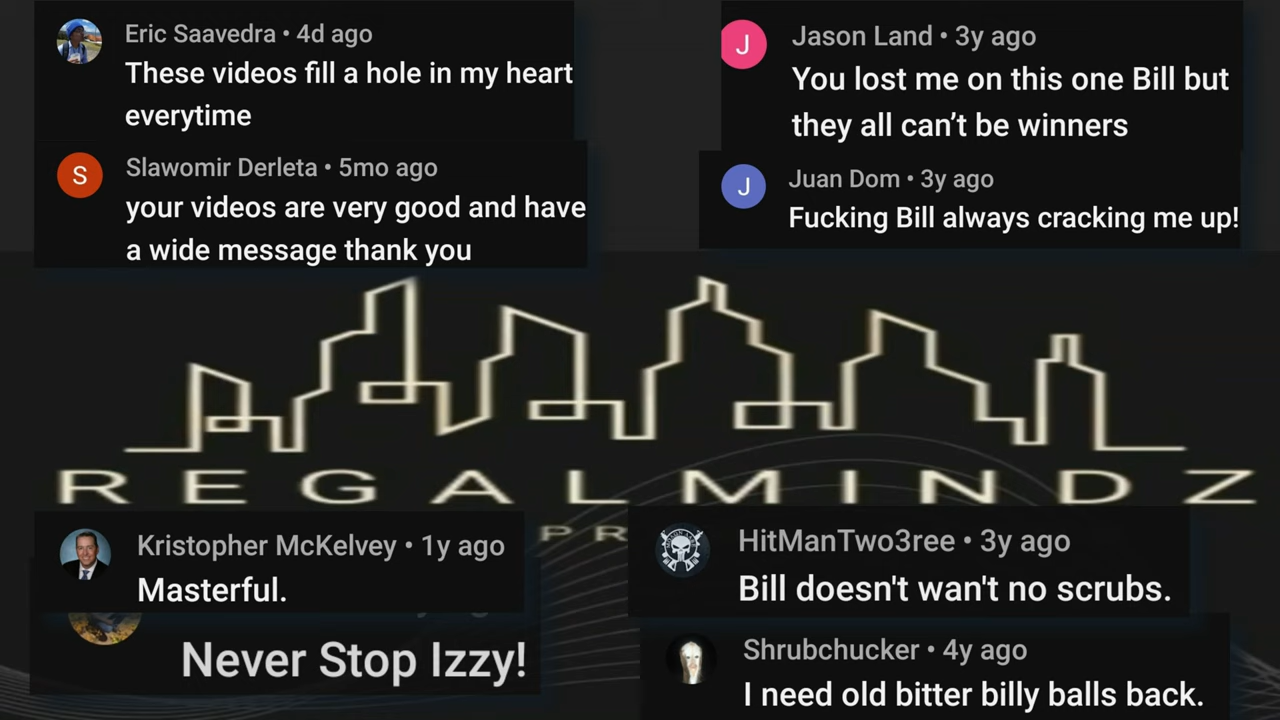 Eric Saavedra • 4d ago
These videos fill a hole in my heart
everytime
Slawomir Derleta • 5mo ago
S
your videos are very good and have
a wide message thank you
Jason Land • 3y ago
J
You lost me on this one Bill but
they all can't be winners
Juan Dom • 3y ago
J
Fucking Bill always cracking me up!
REGALMINDZ
PR
Kristopher McKelvey • 1y ago
Masterful.
Never Stop Izzy!
HitManTwo3ree • 3y ago
Bill doesn't wan't no scrubs.
Shrubchucker • 4y ago
I need old bitter billy balls back.